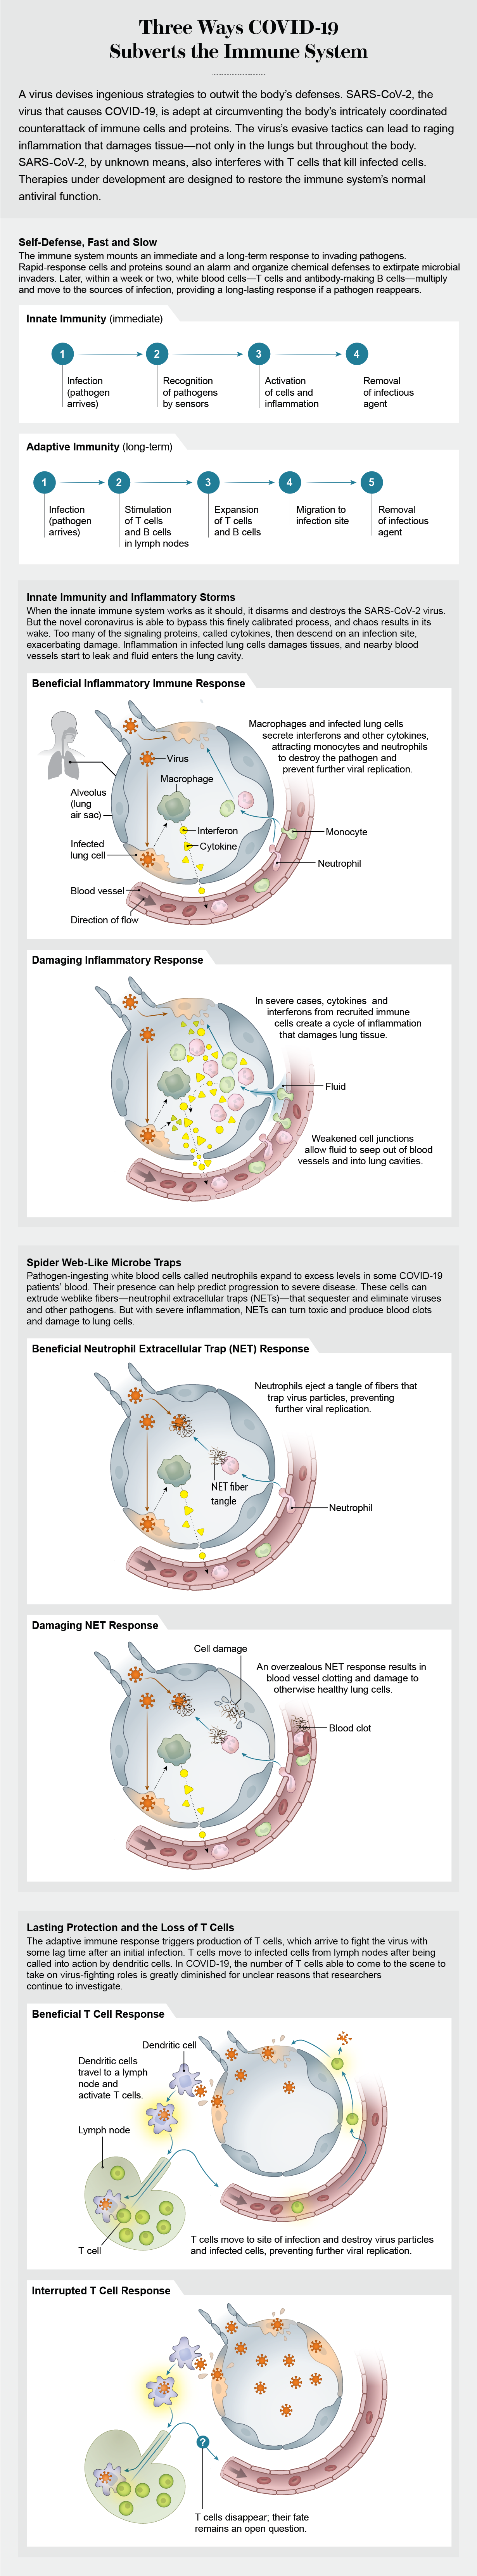 Three Ways COVID-19
Subverts the Immune System
A virus devises ingenious strategies to outwit the body’s defenses. SARS-CoV-2, the
virus that causes COVID-19, is adept at circumventing the body’s intricately coordinated
counterattack of immune cells and proteins. The virus’s evasive tactics can lead to raging
inflammation that damages tissue—not only in the lungs but throughout the body.
SARS-CoV-2, by unknown means, also interferes with T cells that kill infected cells.
Therapies under development are designed to restore the immune system’s normal
antiviral function.
Self-Defense, Fast and Slow
The immune system mounts an immediate and a long-term response to invading pathogens.
Rapid-response cells and proteins sound an alarm and organize chemical defenses to extirpate microbial
invaders. Later, within a week or two, white blood cells—T cells and antibody-making B cells—multiply
and move to the sources of infection, providing a long-lasting response if a pathogen reappears.
Innate Immunity (immediate)
1
2
3
4
Infection
(pathogen
arrives)
Recognition
of pathogens
by sensors
Activation
of cells and
inflammation
Removal
of infectious
agent
Adaptive Immunity (long-term)
1
2
3
4
5
Infection
(pathogen
arrives)
Stimulation
of T cells
and B cells
in lymph nodes
Expansion
of T cells
and B cells
Migration to
infection site
Removal
of infectious
agent
Innate Immunity and Inflammatory Storms
When the innate immune system works as it should, it disarms and destroys the SARS-CoV-2 virus.
But the novel coronavirus is able to bypass this finely calibrated process, and chaos results in its
wake. Too many of the signaling proteins, called cytokines, then descend on an infection site,
exacerbating damage. Inflammation in infected lung cells damages tissues, and nearby blood
vessels start to leak and fluid enters the lung cavity.
Beneficial Inflammatory Immune Response
Macrophages and infected lung cells
secrete interferons and other cytokines,
attracting monocytes and neutrophils
to destroy the pathogen and
prevent further viral replication.
Virus
Macrophage
Alveolus
(lung
air sac)
Interferon
Cytokine
Monocyte
Infected
lung cell
Neutrophil
Blood vessel
Direction of flow
Damaging Inflammatory Response
In severe cases, cytokines and
interferons from recruited immune
cells create a cycle of inflammation
that damages lung tissue.
Fluid
Weakened cell junctions
allow fluid to seep out of blood
vessels and into lung cavities.
Spider Web-Like Microbe Traps
Pathogen-ingesting white blood cells called neutrophils expand to excess levels in some COVID-19
patients’ blood. Their presence can help predict progression to severe disease. These cells can
extrude weblike fibers—neutrophil extracellular traps (NETs)—that sequester and eliminate viruses
and other pathogens. But with severe inflammation, NETs can turn toxic and produce blood clots
and damage to lung cells.
Beneficial Neutrophil Extracellular Trap (NET) Response
Neutrophils eject a tangle of fibers that
trap virus particles, preventing
further viral replication.
NET fiber
tangle
Neutrophil
Damaging NET Response
Cell damage
An overzealous NET response results in
blood vessel clotting and damage to
otherwise healthy lung cells.
Blood clot
Lasting Protection and the Loss of T Cells
The adaptive immune response triggers production of T cells, which arrive to fight the virus with
some lag time after an initial infection. T cells move to infected cells from lymph nodes after being
called into action by dendritic cells. In COVID-19, the number of T cells able to come to the scene to
take on virus-fighting roles is greatly diminished for unclear reasons that researchers
continue to investigate.
Beneficial T Cell Response
Dendritic cell
Dendritic cells
travel to a lymph
node and
activate T cells.
Lymph node
T cell
T cells move to site of infection and destroy virus particles
and infected cells, preventing further viral replication.
Interrupted T Cell Response
?
T cells disappear; their fate
remains an open question.